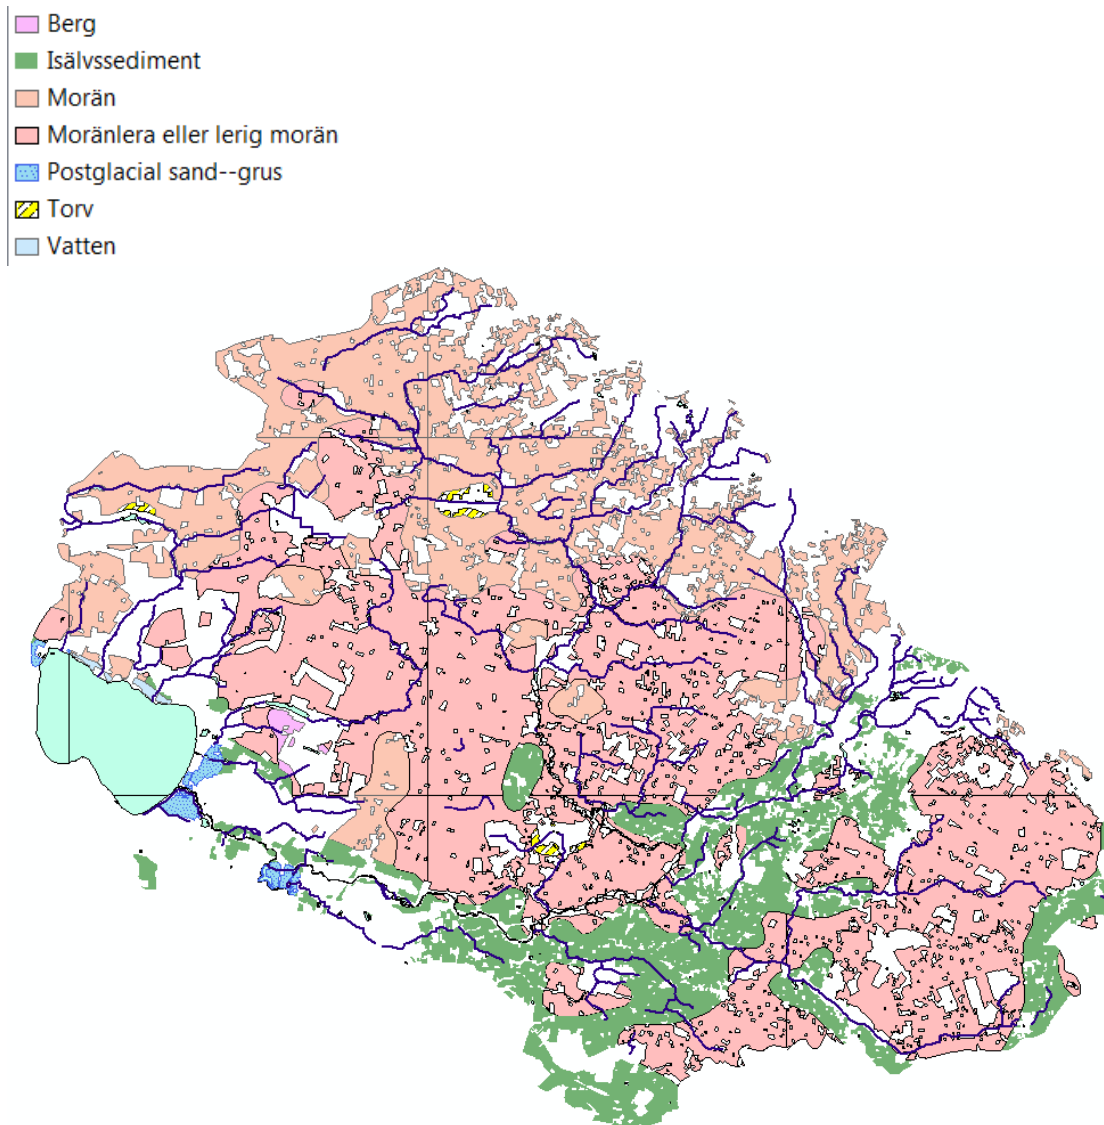 Berg
Isälvssediment
Morän
Moränlera eller lerig morän
Postglacial sand--grus
Torv
Vatten